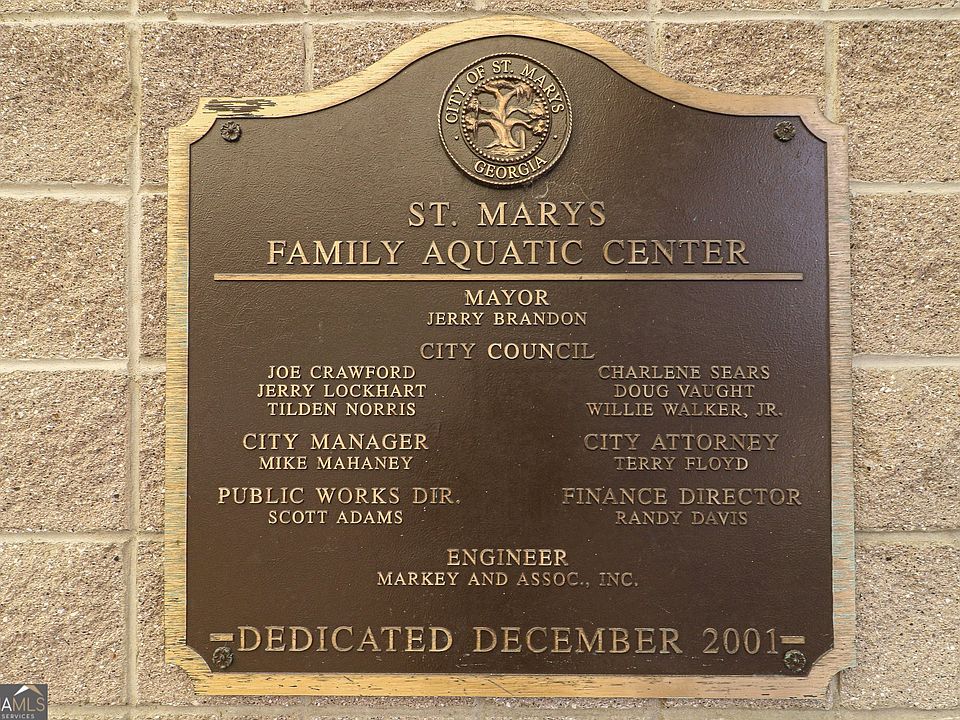 CITY OF ST. MARYS
GEORGIA
ST. MARYS
FAMILY AQUATIC CENTER
MAYOR
JERRY BRANDON
CITY COUNCIL
JOE CRAWFORD
JERRY LOCKHART
TILDEN NORRIS
CHARLENE SEARS
DOUG VAUGHT
WILLIE WALKER, JR.
CITY MANAGER
MIKE MAHANEY
CITY ATTORNEY
TERRY FLOYD
PUBLIC WORKS DIR.
SCOTT ADAMS
FINANCE DIRECTOR
RANDY DAVIS
ENGINEER
MARKEY AND ASSOC., INC.
DEDICATED DECEMBER 2001
AMLS
SERVICES